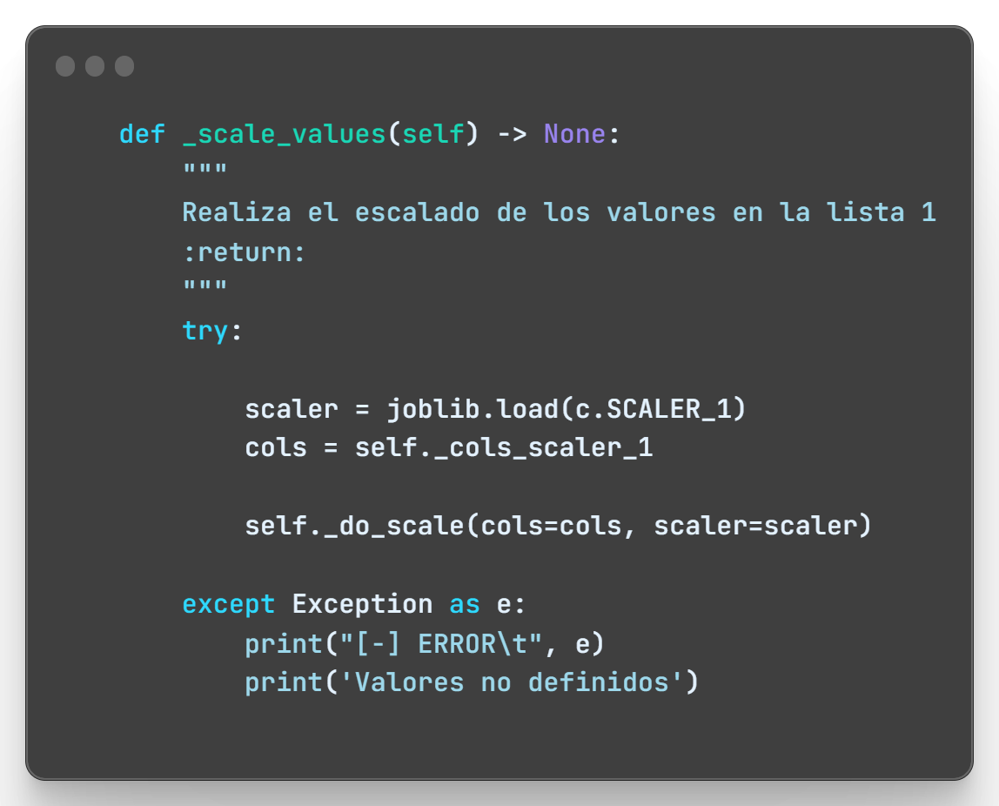 def _scale_values(self) -> None:
"""
Realiza el escalado de los valores en la lista 1
:return:
"""
try:
scaler = joblib.load(c.SCALER_1)
cols = self._cols_scaler_1
self._do_scale(cols=cols, scaler=scaler)
except Exception as e:
print("[-] ERROR\t", e)
print('Valores no definidos')